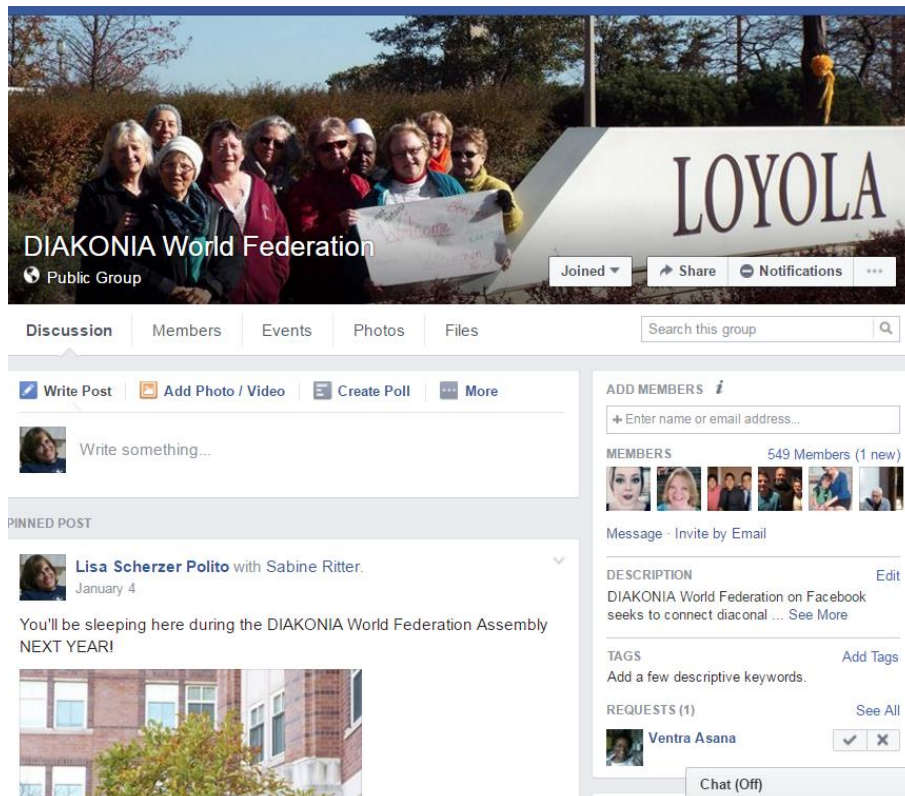 LOYOLA
Welcome
DIAKONIA World Federation
Public Group
Joined
Share
Notifications
Discussion
Members
Events
Photos
Files
Search this group
Write Post
Add Photo / Video
Create Poll
More
Write something...
PINNED POST
Lisa Scherzer Polito with Sabine Ritter.
January 4
You'll be sleeping here during the DIAKONIA World Federation Assembly
NEXT YEAR!
ADD MEMBERS i
+ Enter name or email address...
MEMBERS 549 Members (1 new)
Message · Invite by Email
DESCRIPTION Edit
DIAKONIA World Federation on Facebook
seeks to connect diaconal ... See More
TAGS Add Tags
Add a few descriptive keywords.
REQUESTS (1) See All
Ventra Asana
Chat (Off)